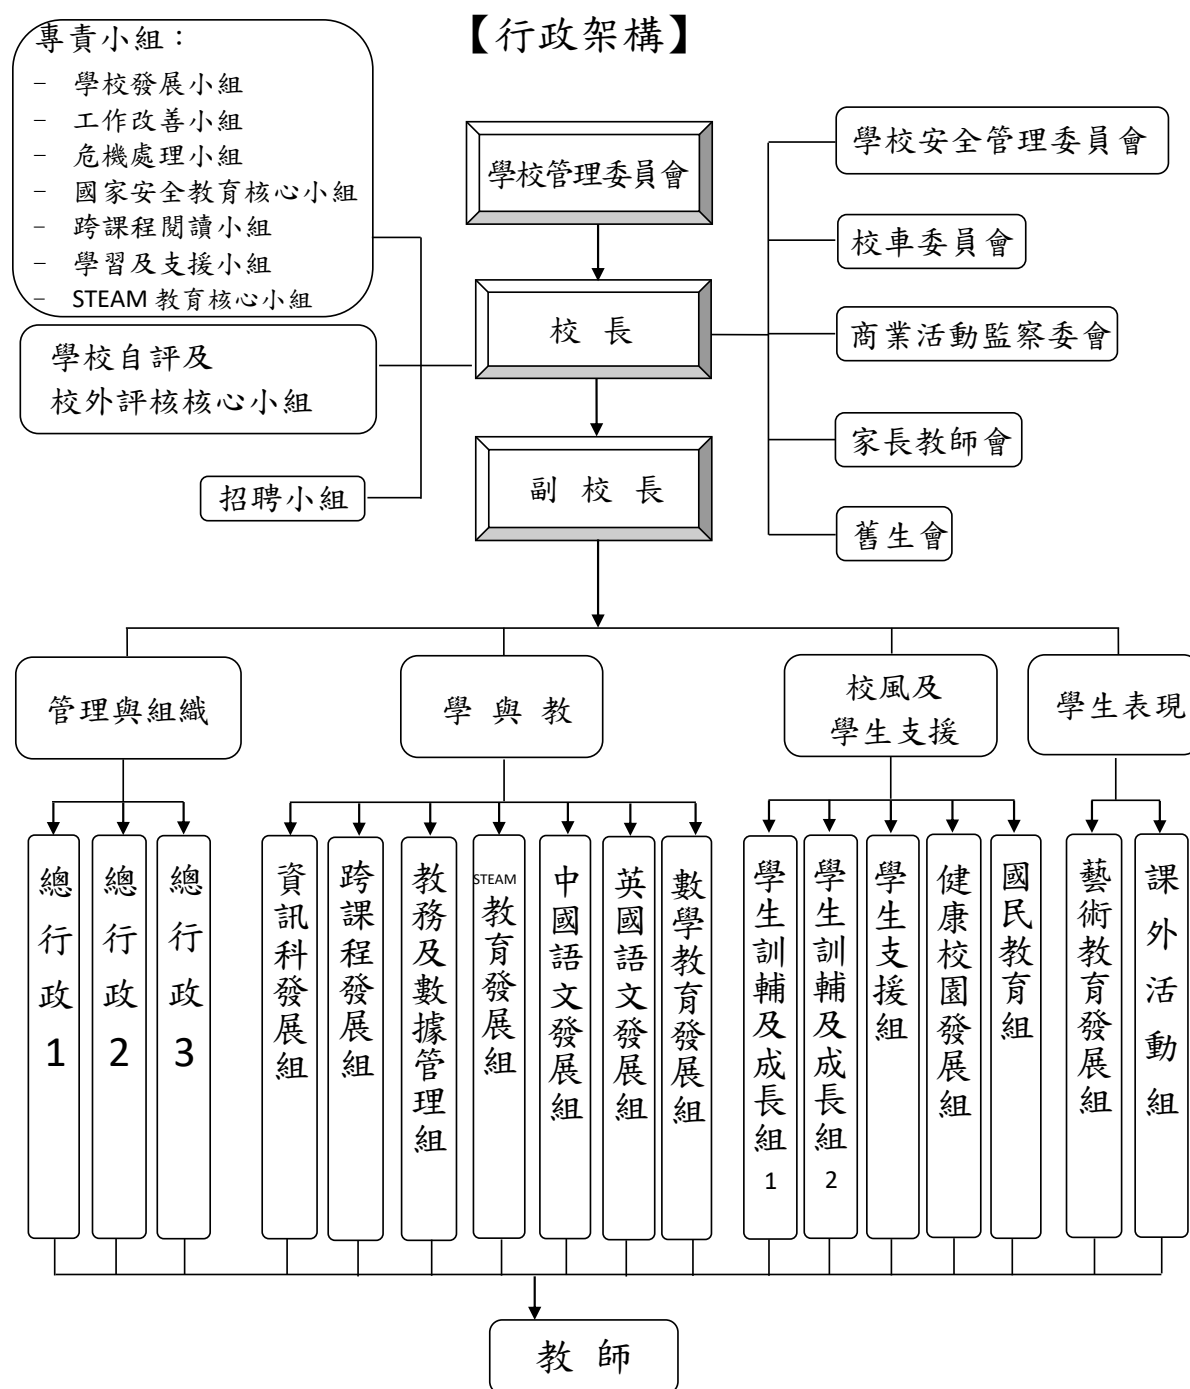 【行政架構】
專責小組：
- 學校發展小組
- 工作改善小組
- 危機處理小組
- 國家安全教育核心小組
- 跨課程閱讀小組
- 學習及支援小組
- STEAM 教育核心小組
學校自評及
校外評核核心小組
招聘小組
學校管理委員會
校 長
副 校 長
學校安全管理委員會
校車委員會
商業活動監察委會
家長教師會
舊生會
管理與組織
學 與 教
校風及
學生支援
學生表現
總行政1
總行政2
總行政3
資訊科發展組
跨課程發展組
教務及數據管理組
STEAM教育發展組
中國語文發展組
英國語文發展組
數學教育發展組
學生訓輔及成長組1
學生訓輔及成長組2
學生支援組
健康校園發展組
國民教育組
藝術教育發展組
課外活動組
教 師